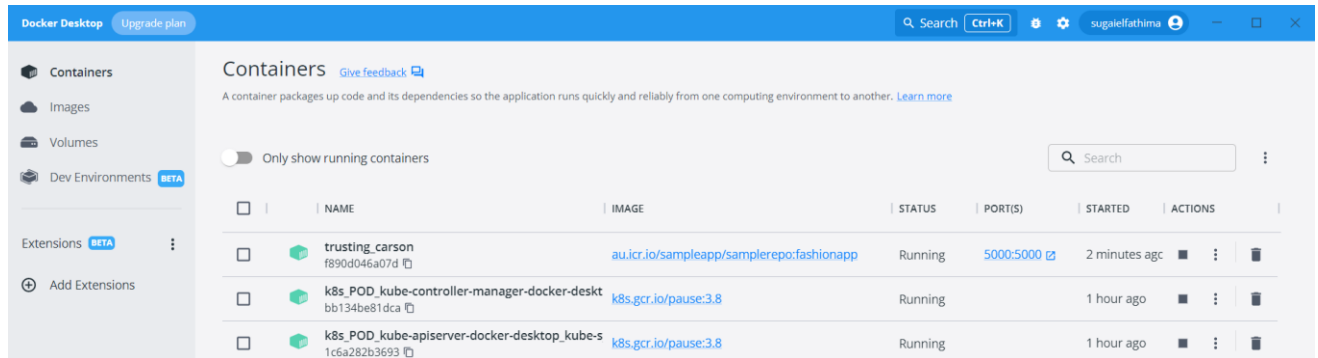 Docker Desktop Upgrade plan Search Ctrl+K sugaielfathima
Containers
Images
Volumes
Dev Environments BETA
Extensions BETA
Add Extensions
Containers Give feedback
A container packages up code and its dependencies so the application runs quickly and reliably from one computing environment to another. Learn more
Only show running containers Search
NAME IMAGE STATUS PORT(S) STARTED ACTIONS
trusting_carson au.icr.io/sampleapp/samplerepo:fashionapp Running 5000:5000 2 minutes agc
f890d046a07d
k8s_POD_kube-controller-manager-docker-deskt k8s.gcr.io/pause:3.8 Running 1 hour ago
bb134be81dca
k8s_POD_kube-apiserver-docker-desktop_kube-s k8s.gcr.io/pause:3.8 Running 1 hour ago
1c6a282b3693